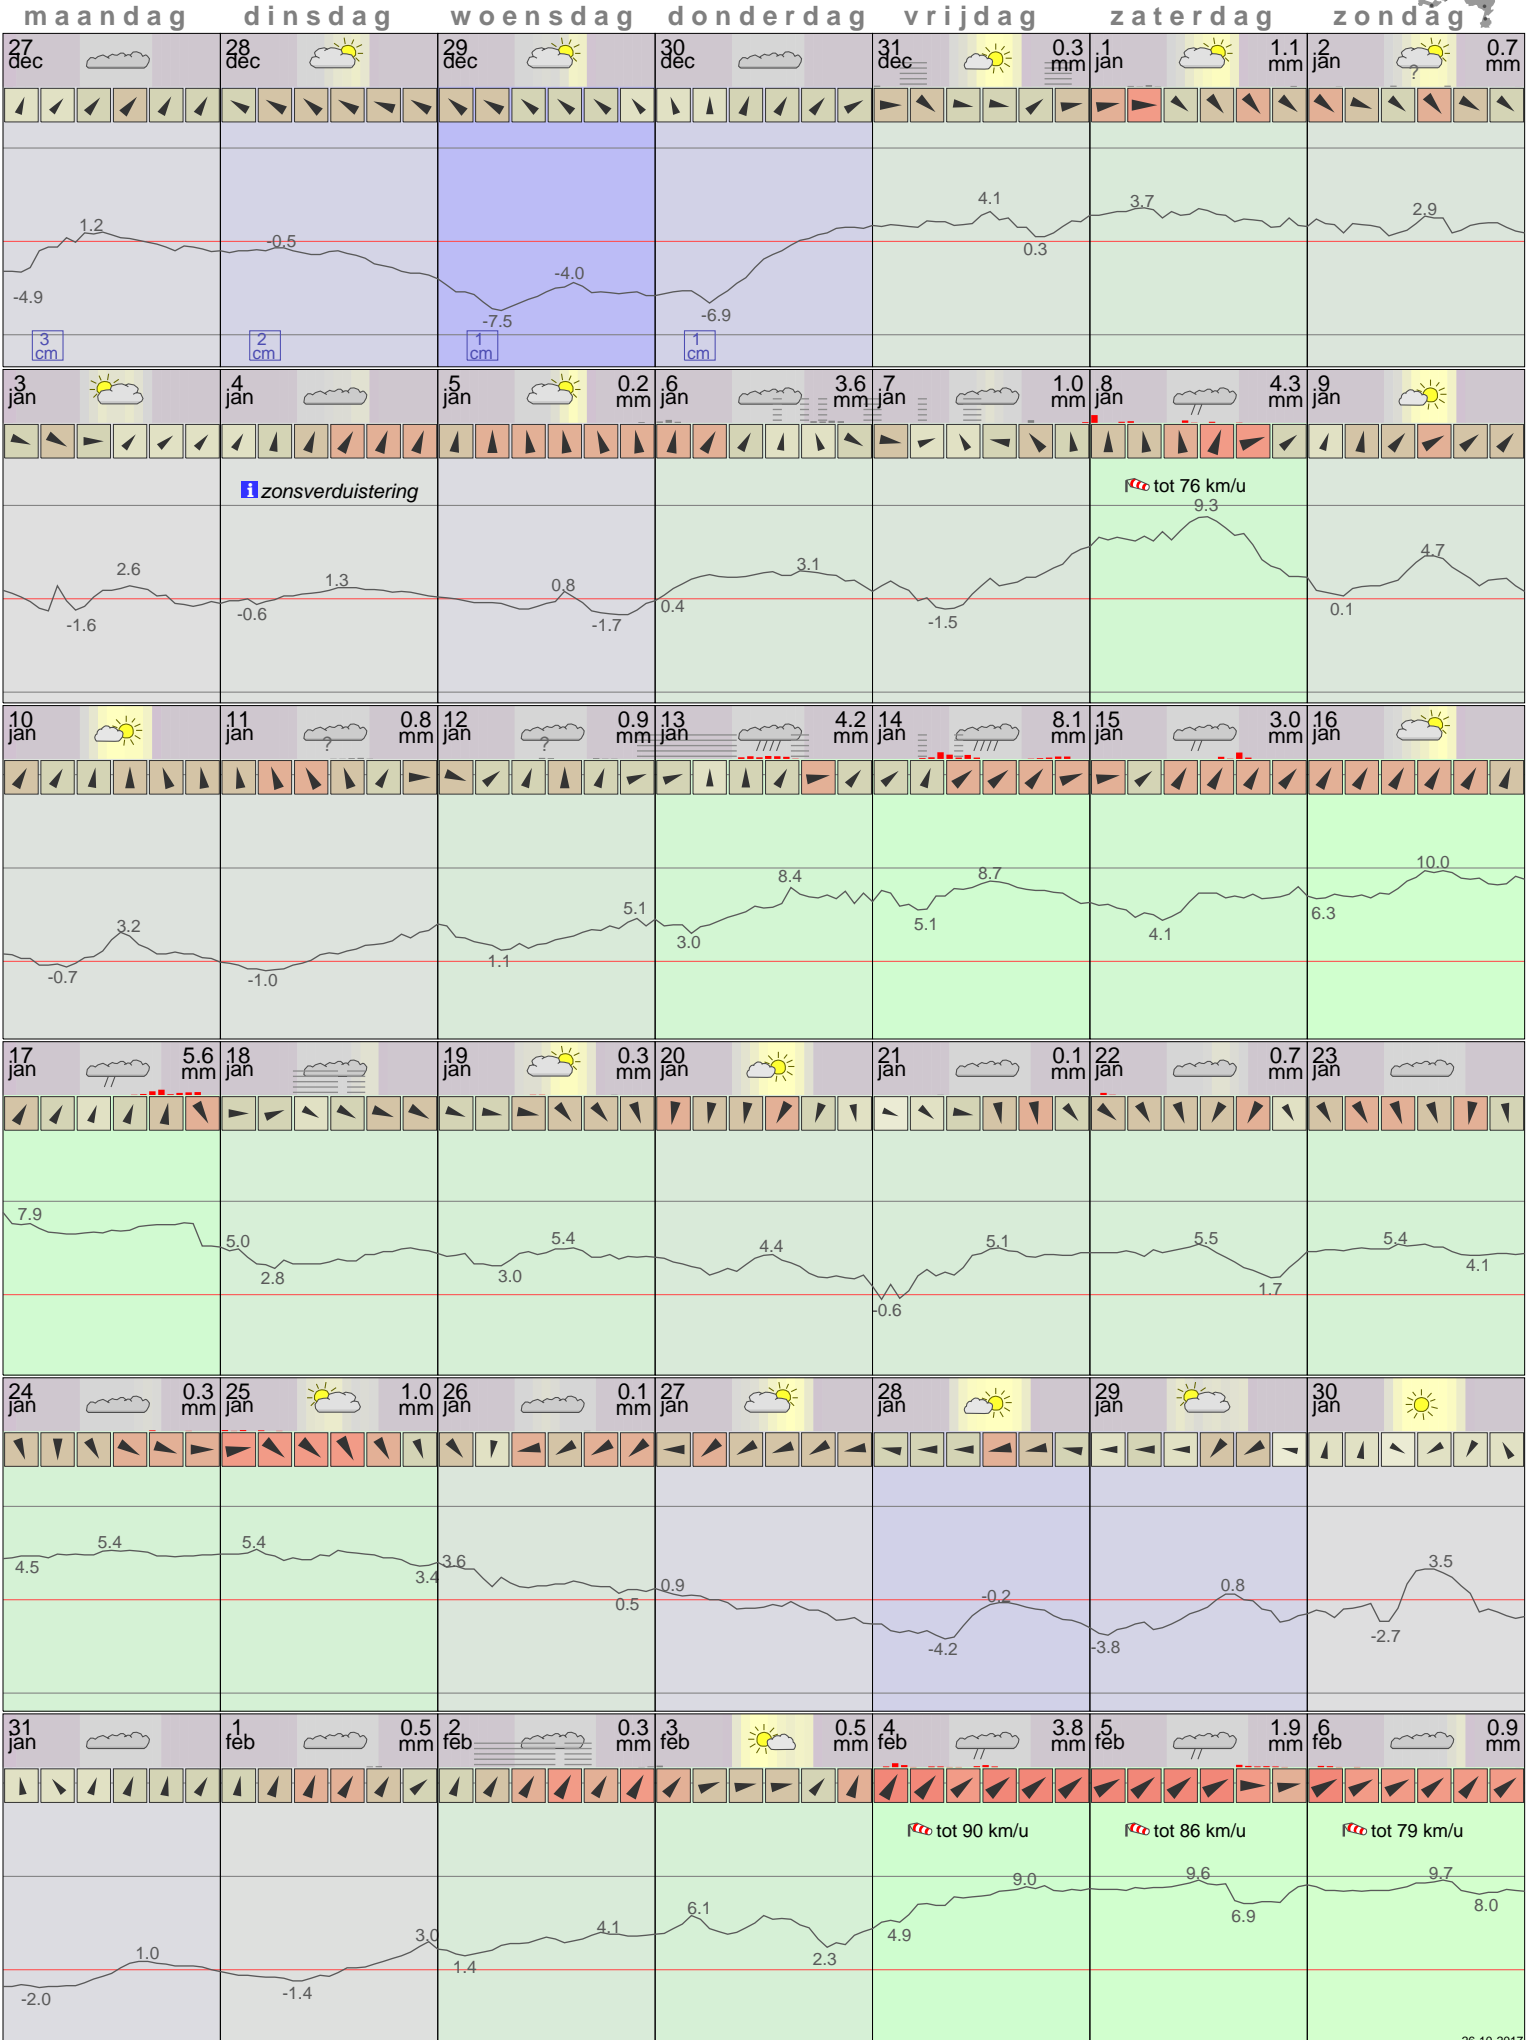 maandag dinsdag woensdag donderdag vrijdag zaterdag zondag
27 28 29 30 31 0.3 1 1.1 2 0.7
dec dec dec dec dec mm jan mm jan mm
?
4.1 3.7 2.9
1.2 -0.5 0.3
-4.9 -4.0
-7.5 -6.9
3 2 1 1
cm cm cm cm
3 4 5 0.2 6 3.6 7 1.0 8 4.3 9
jan jan jan mm jan mm jan mm jan mm jan
i zonsverduistering tot 76 km/u
9.3
2.6 1.3 0.8 3.1 4.7
-1.6 -0.6 -1.7 0.4 -1.5 0.1
10 11 0.8 12 0.9 13 4.2 14 8.1 15 3.0 16
jan jan mm jan mm jan mm jan mm jan mm jan
? ?
8.4 8.7 10.0
3.2 5.1 3.0 5.1 4.1 6.3
-0.7 -1.0 1.1
17 5.6 18 19 0.3 20 21 0.1 22 0.7 23
jan mm jan jan mm jan jan mm jan mm jan
7.9 5.0 5.4 4.4 5.1 5.5 5.4
2.8 3.0 -0.6 1.7 4.1
24 0.3 25 1.0 26 0.1 27 28 29 30
jan mm jan mm jan mm jan jan jan jan
5.4 5.4 3.6 3.5
4.5 3.4 0.5 0.9 -0.2 0.8
-4.2 -3.8 -2.7
31 1 0.5 2 0.3 3 0.5 4 3.8 5 1.9 6 0.9
jan feb mm feb mm feb mm feb mm feb mm feb mm
tot 90 km/u tot 86 km/u tot 79 km/u
9.0 9.6 9.7
3.0 4.1 6.1 4.9 6.9 8.0
1.0 1.4 2.3
-2.0 -1.4